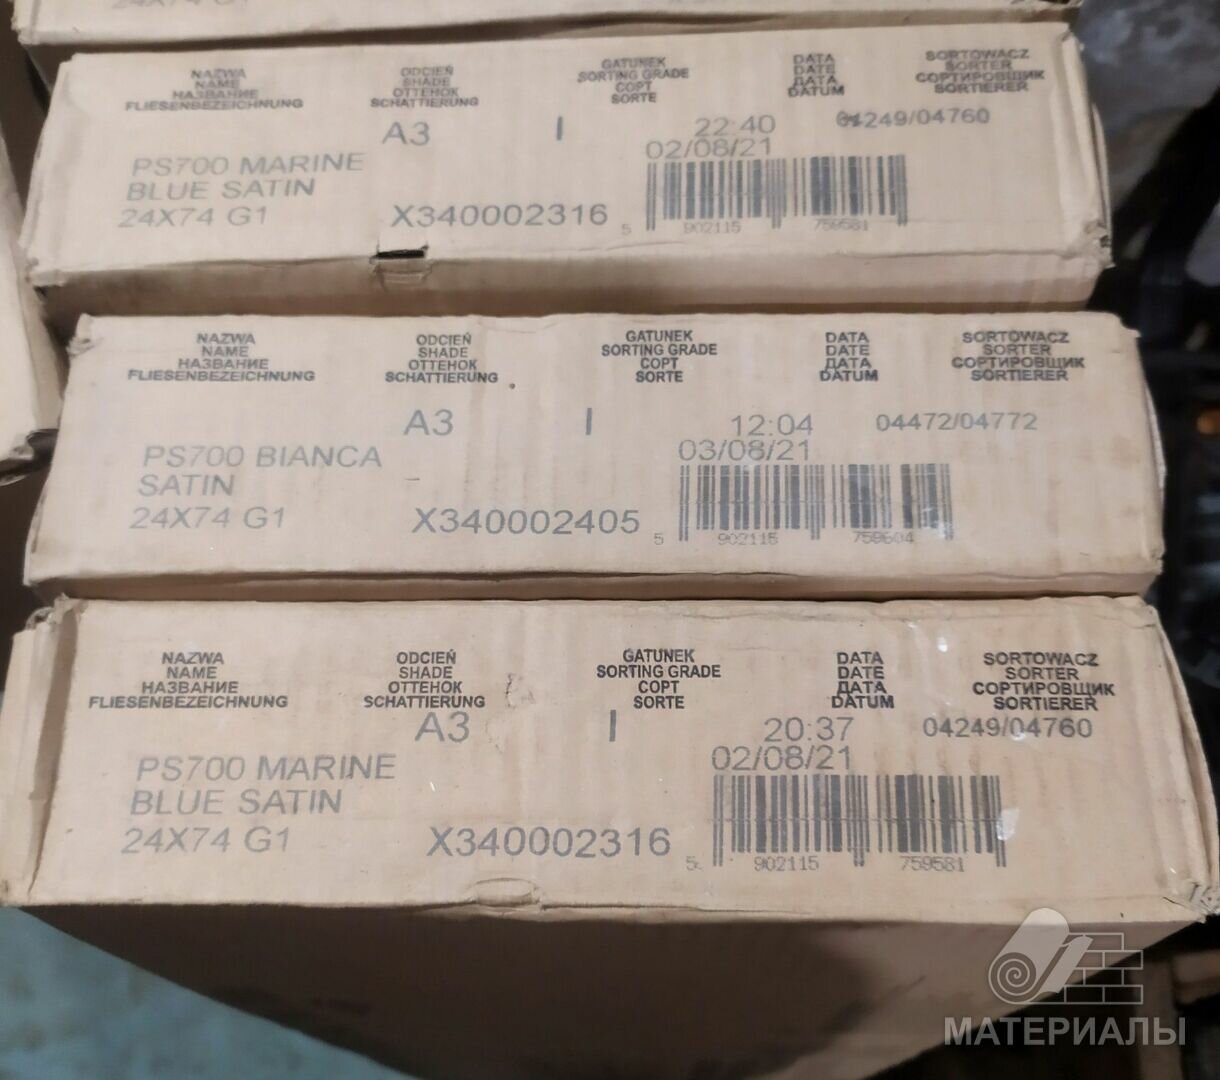 24X74 G1
NAZWA
NAME
НАЗВАНИЕ
FLIESENBEZEICHNUNG
ODCIEŃ
SHADE
ОТТЕНОК
SCHATTIERUNG
GATUNEK
SORTING GRADE
СОРТ
SORTE
DATA
DATE
ДАТА
DATUM
SORTOWACZ
SORTER
СОРТИРОВЩИК
SORTIERER
A3
I
22:40
04249/04760
02/08/21
PS700 MARINE
BLUE SATIN
24X74 G1
X340002316
5 902115 759581
NAZWA
NAME
НАЗВАНИЕ
FLIESENBEZEICHNUNG
ODCIEŃ
SHADE
ОТТЕНОК
SCHATTIERUNG
GATUNEK
SORTING GRADE
СОРТ
SORTE
DATA
DATE
ДАТА
DATUM
SORTOWACZ
SORTER
СОРТИРОВЩИК
SORTIERER
A3
I
12:04
04472/04772
03/08/21
PS700 BIANCA
SATIN
24X74 G1
X340002405
5 902115 759604
NAZWA
NAME
НАЗВАНИЕ
FLIESENBEZEICHNUNG
ODCIEŃ
SHADE
ОТТЕНОК
SCHATTIERUNG
GATUNEK
SORTING GRADE
СОРТ
SORTE
DATA
DATE
ДАТА
DATUM
SORTOWACZ
SORTER
СОРТИРОВЩИК
SORTIERER
A3
I
20:37
04249/04760
02/08/21
PS700 MARINE
BLUE SATIN
24X74 G1
X340002316
5 902115 759581
МАТЕРИАЛЫ